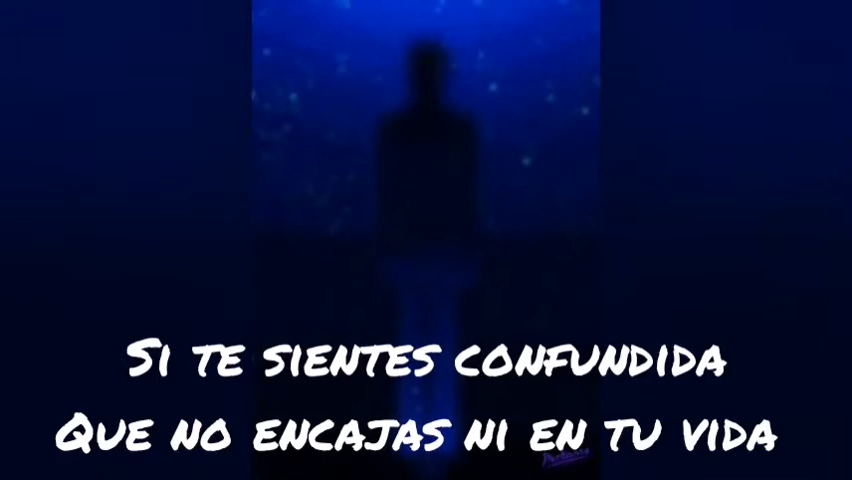 Si te sientes confundida
Que no encajas ni en tu vida